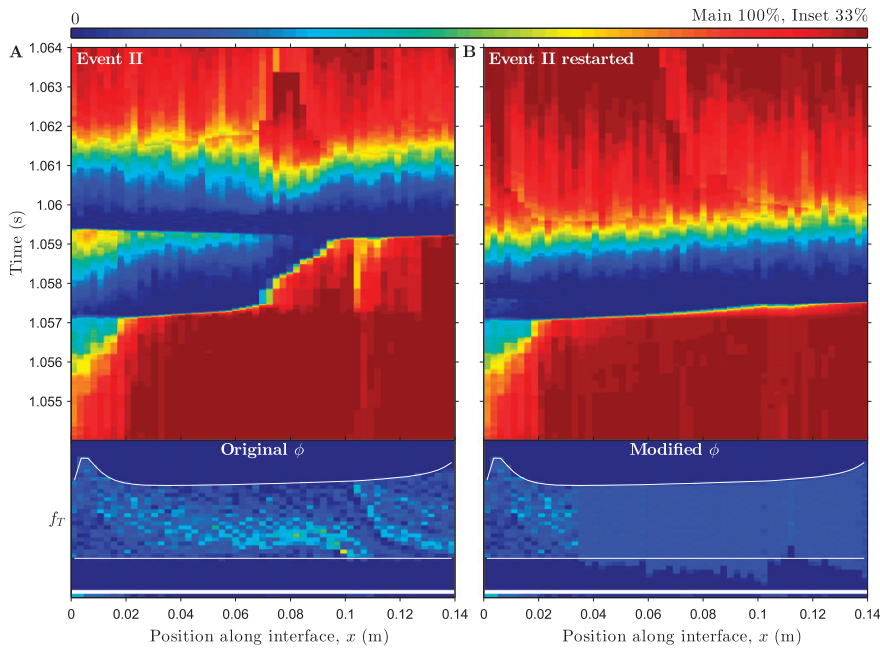 0 Main 100%, Inset 33%
A Event II
B Event II restarted
Time (s)
1.064
1.063
1.062
1.061
1.06
1.059
1.058
1.057
1.056
1.055
Original ϕ
Modified ϕ
f_T
0 0.02 0.04 0.06 0.08 0.1 0.12 0.14
0 0.02 0.04 0.06 0.08 0.1 0.12 0.14
Position along interface, x (m)
Position along interface, x (m)